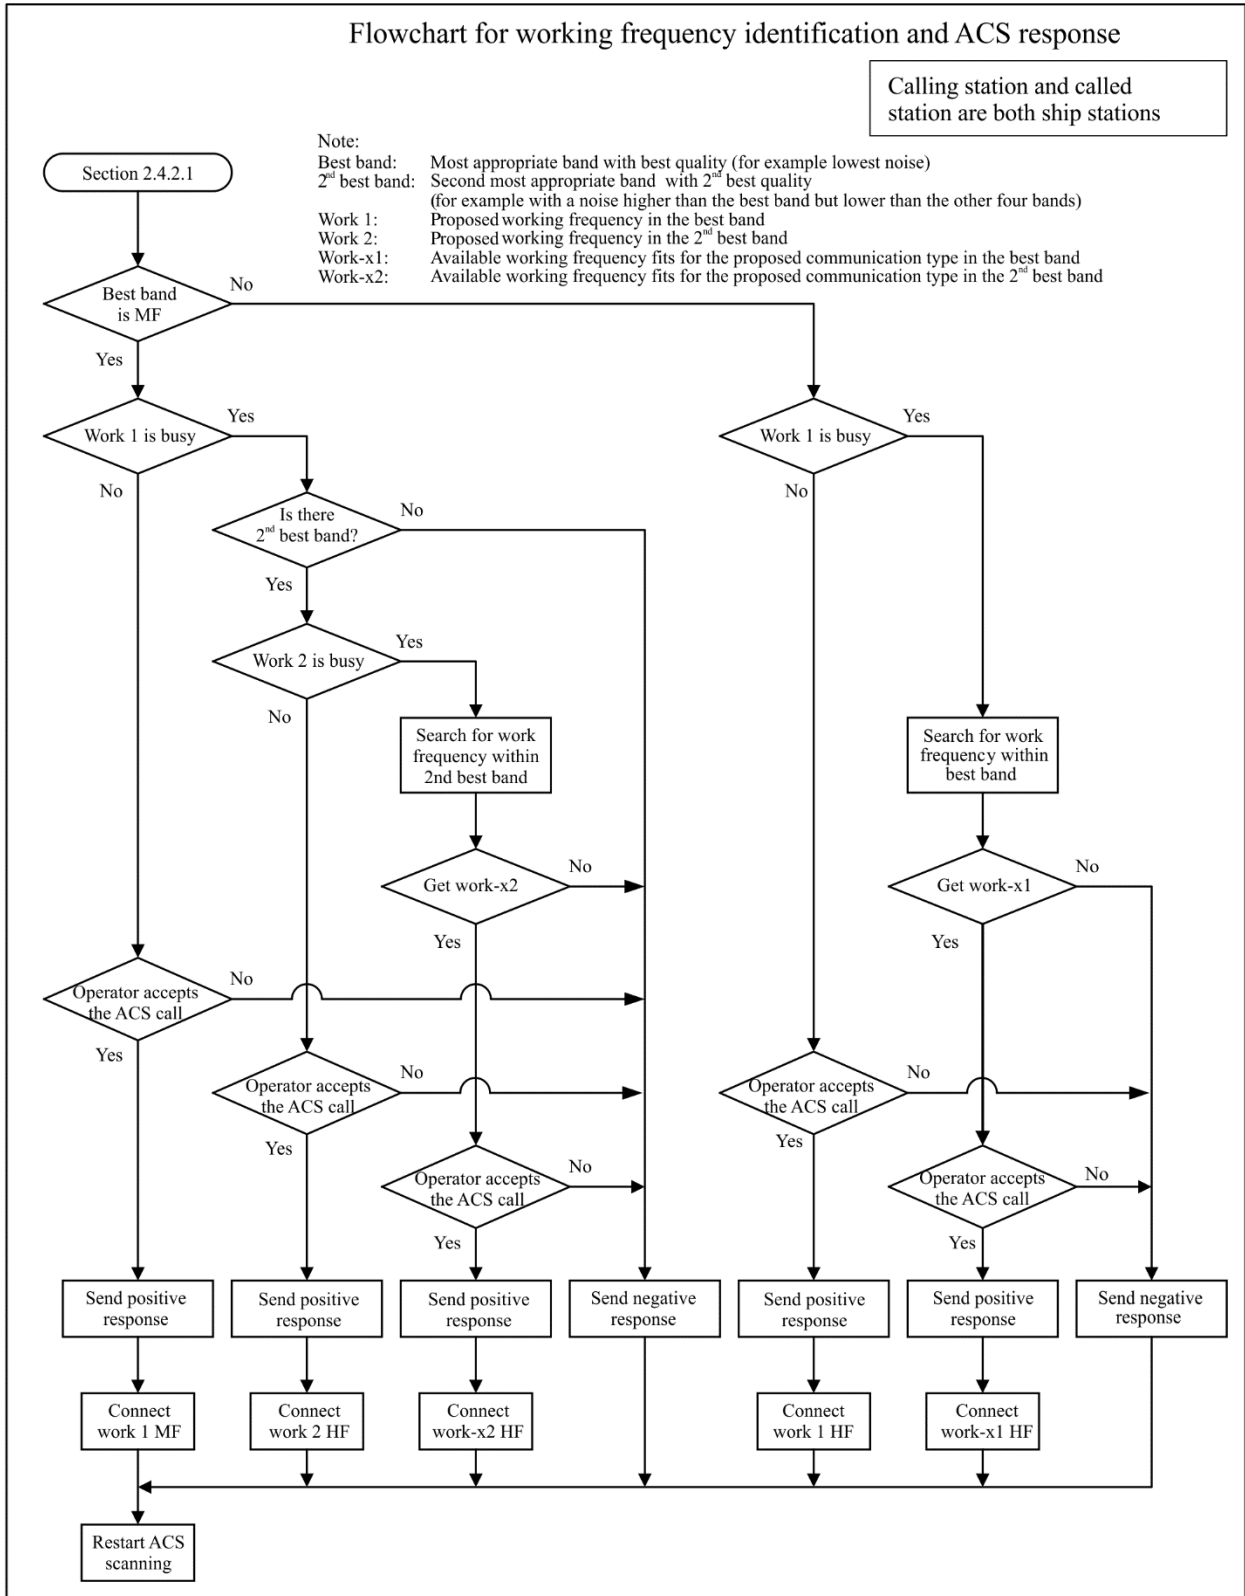 Flowchart for working frequency identification and ACS response
Calling station and called
station are both ship stations
Note:
Best band: Most appropriate band with best quality (for example lowest noise)
2nd best band: Second most appropriate band with 2nd best quality
(for example with a noise higher than the best band but lower than the other four bands)
Work 1: Proposed working frequency in the best band
Work 2: Proposed working frequency in the 2nd best band
Work-x1: Available working frequency fits for the proposed communication type in the best band
Work-x2: Available working frequency fits for the proposed communication type in the 2nd best band
Section 2.4.2.1
Best band
is MF
No
Yes
Work 1 is busy
Yes
No
Is there
2nd best band?
No
Yes
Work 2 is busy
Yes
No
Search for work
frequency within
2nd best band
Get work-x2
No
Yes
Operator accepts
the ACS call
No
Yes
Operator accepts
the ACS call
No
Yes
Operator accepts
the ACS call
No
Yes
Work 1 is busy
Yes
No
Search for work
frequency within
best band
Get work-x1
No
Yes
Operator accepts
the ACS call
No
Yes
Operator accepts
the ACS call
No
Yes
Send positive
response
Send positive
response
Send positive
response
Send negative
response
Send positive
response
Send positive
response
Send negative
response
Connect
work 1 MF
Connect
work 2 HF
Connect
work-x2 HF
Connect
work 1 HF
Connect
work-x1 HF
Restart ACS
scanning